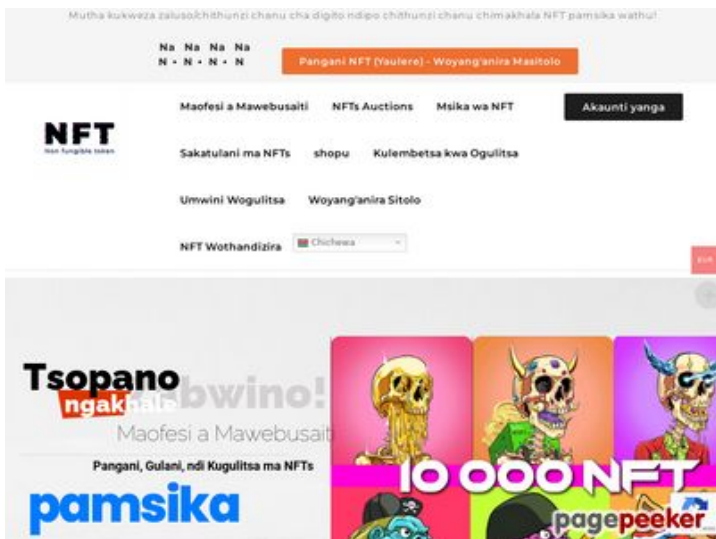 Mutha kukweza zaluso/chithunzi chanu cha digito ndipo chithunzi chanu chimakhala NFT pamsika wathu!
Na Na Na Na
N • N • N • N
Pangani NFT (Yaulere) - Woyang'anira Masitolo
Maofesi a Mawebusaiti NFTs Auctions Msika wa NFT Akaunti yanga
NFT
Non fungible token
Sakatulani ma NFTs shopu Kulembetsa kwa Ogulitsa
Umwini Wogulitsa Woyang'anira Sitolo
NFT Wothandizira Chichewa
EUR
Tsopano
ngakhale
bwino!
Maofesi a Mawebusaiti
Pangani, Gulani, ndi Kugulitsa ma NFTs
pamsika
10 000 NFT
pagepeeker